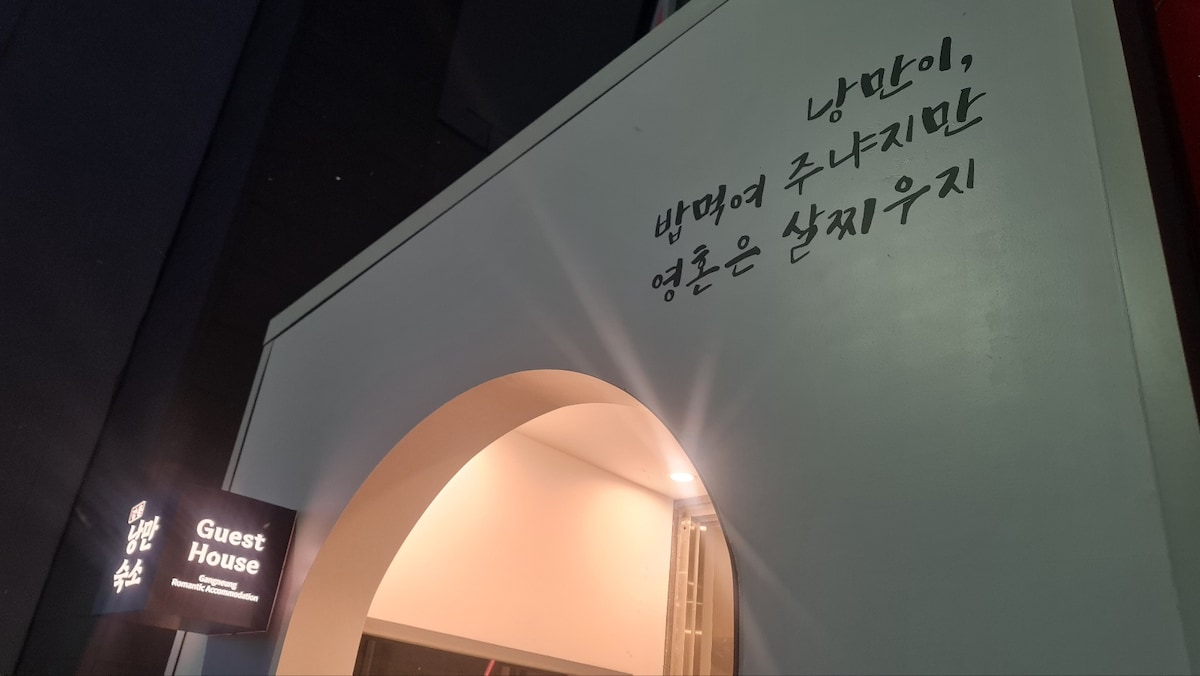 낭만이,
밥먹여 주냐지만
영혼은 살찌우지
낭만
숙소
Guest
House
Gangneung
Romantic Accommodation